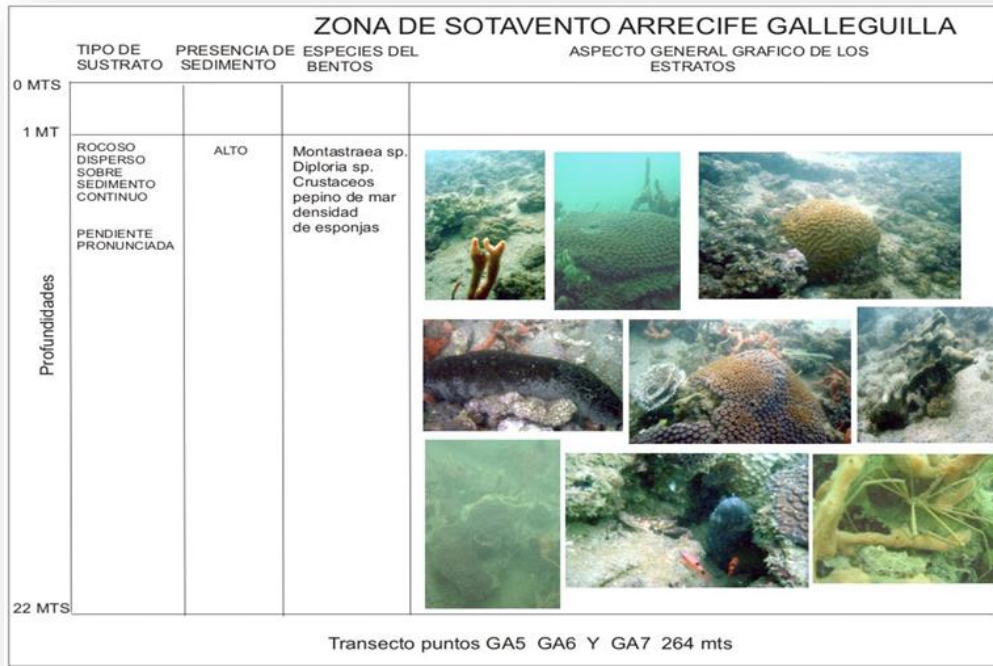 ZONA DE SOTAVENTO ARRECIFE GALLEGUILLA
TIPO DE
SUSTRATO
PRESENCIA DE
SEDIMENTO
ESPECIES DEL
BENTOS
ASPECTO GENERAL GRAFICO DE LOS
ESTRATOS
0 MTS
1 MT
ROCOSO
DISPERSO
SOBRE
SEDIMENTO
CONTINUO
PENDIENTE
PRONUNCIADA
ALTO
Montastraea sp.
Diploria sp.
Crustaceos
pepino de mar
densidad
de esponjas
Profundidades
22 MTS
Transecto puntos GA5 GA6 Y GA7 264 mts